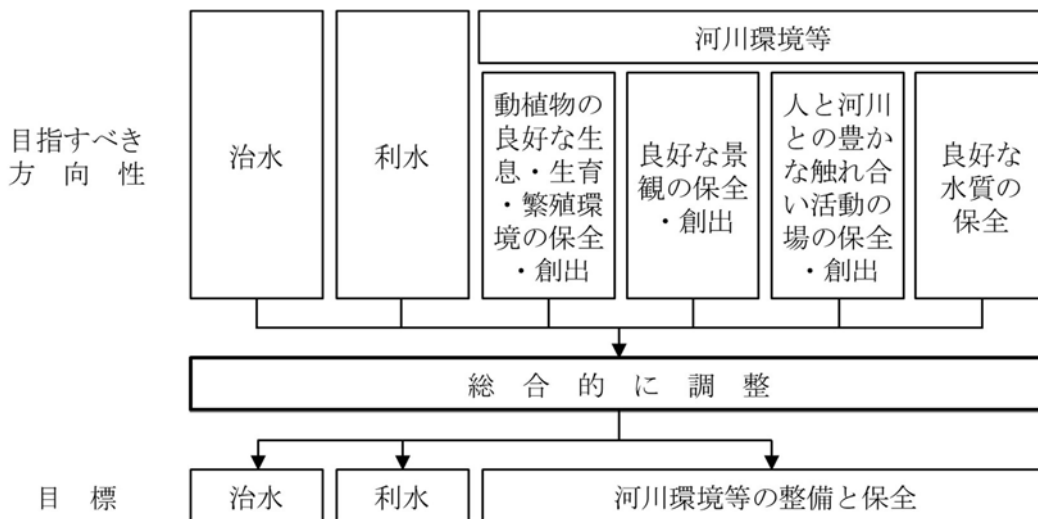 河川環境等
目指すべき
方向性
治水
利水
動植物の
良好な生
息・生育
・繁殖環
境の保全
・創出
良好な景
観の保全
・創出
人と河川
との豊か
な触れ合
い活動の
場の保全
・創出
良好な
水質の
保全
総合的に調整
目標
治水
利水
河川環境等の整備と保全